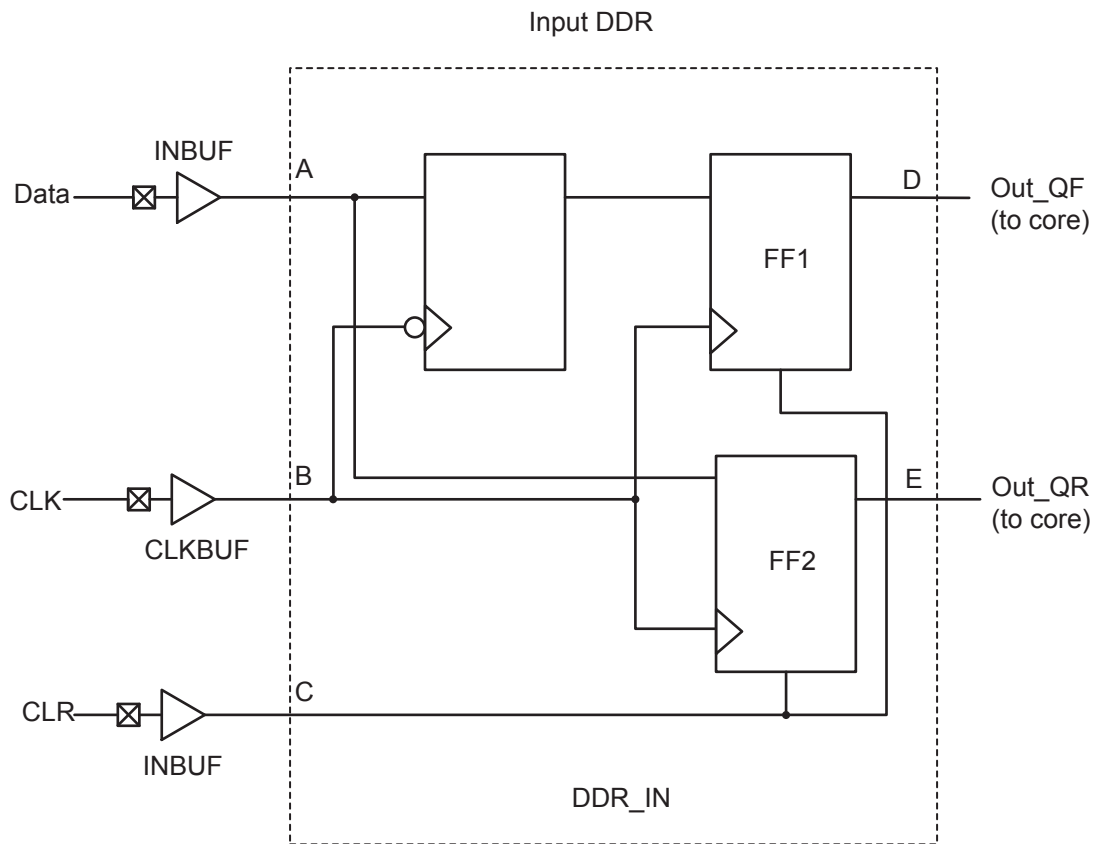 Input DDR
INBUF
A
Data
D
Out_QF
(to core)
FF1
B
CLK
CLKBUF
E
Out_QR
(to core)
FF2
C
CLR
INBUF
DDR_IN